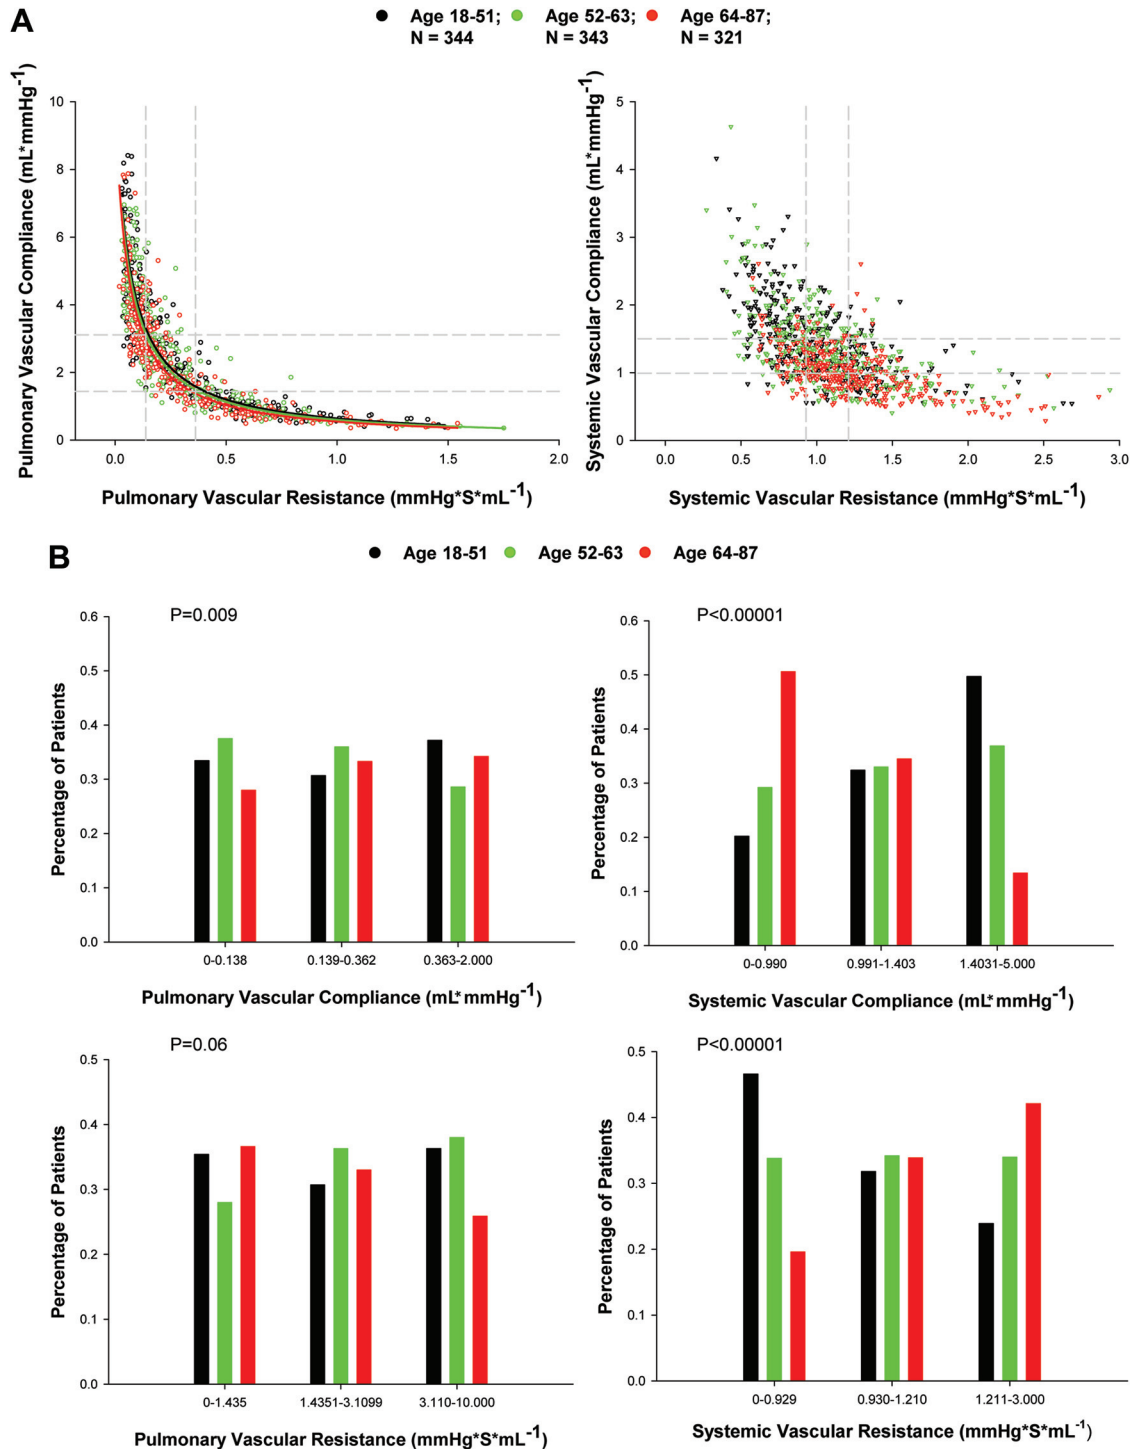 A
Age 18-51; Age 52-63; Age 64-87;
N = 344 N = 343 N = 321
Pulmonary Vascular Compliance (mL*mmHg-1)
10
8
6
4
2
0
0.0 0.5 1.0 1.5 2.0
Pulmonary Vascular Resistance (mmHg*S*mL-1)
Systemic Vascular Compliance (mL*mmHg-1)
5
4
3
2
1
0
0.0 0.5 1.0 1.5 2.0 2.5 3.0
Systemic Vascular Resistance (mmHg*S*mL-1)
B
Age 18-51 Age 52-63 Age 64-87
P=0.009
Percentage of Patients
0.6
0.5
0.4
0.3
0.2
0.1
0.0
0-0.138 0.139-0.362 0.363-2.000
Pulmonary Vascular Compliance (mL*mmHg-1)
P<0.00001
Percentage of Patients
0.6
0.5
0.4
0.3
0.2
0.1
0.0
0-0.990 0.991-1.403 1.4031-5.000
Systemic Vascular Compliance (mL*mmHg-1)
P=0.06
Percentage of Patients
0.5
0.4
0.3
0.2
0.1
0.0
0-1.435 1.4351-3.1099 3.110-10.000
Pulmonary Vascular Resistance (mmHg*S*mL-1)
P<0.00001
Percentage of Patients
0.5
0.4
0.3
0.2
0.1
0.0
0-0.929 0.930-1.210 1.211-3.000
Systemic Vascular Resistance (mmHg*S*mL-1)